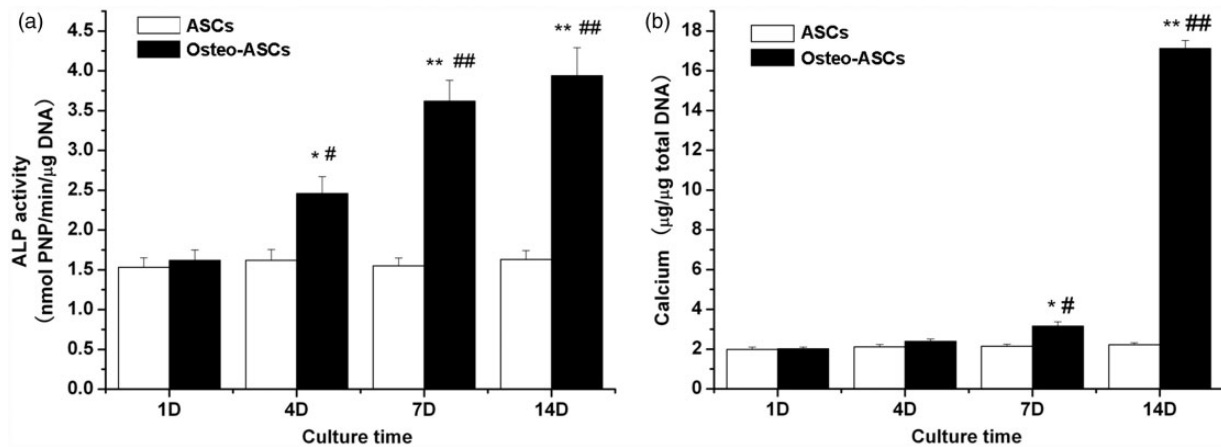 (a)
ASCs
Osteo-ASCs
ALP activity
(nmol PNP/min/μg DNA)
4.5
4.0
3.5
3.0
2.5
2.0
1.5
1.0
0.5
0.0
* #
** ##
** ##
1D
4D
7D
14D
Culture time
(b)
ASCs
Osteo-ASCs
Calcium (μg/μg total DNA)
18
16
14
12
10
8
6
4
2
0
* #
** ##
1D
4D
7D
14D
Culture time